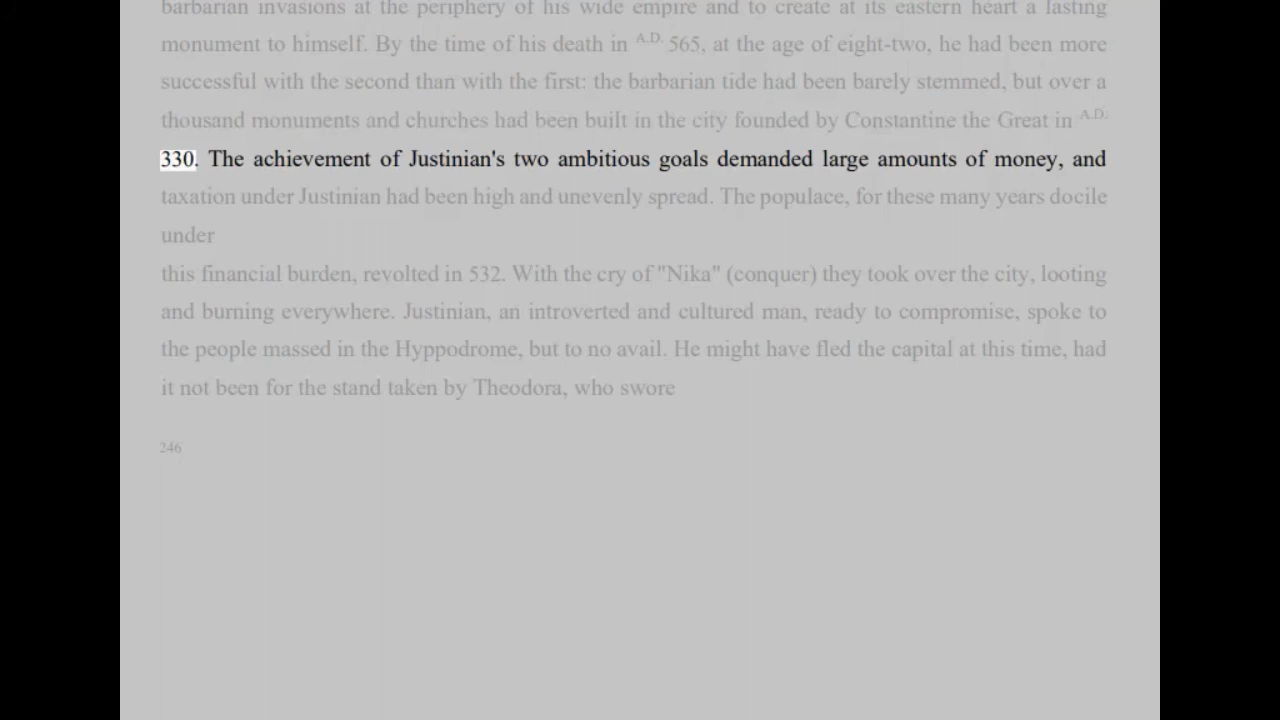 barbarian invasions at the periphery of his wide empire and to create at its eastern heart a lasting
monument to himself. By the time of his death in A.D. 565, at the age of eight-two, he had been more
successful with the second than with the first: the barbarian tide had been barely stemmed, but over a
thousand monuments and churches had been built in the city founded by Constantine the Great in A.D.
330. The achievement of Justinian's two ambitious goals demanded large amounts of money, and
taxation under Justinian had been high and unevenly spread. The populace, for these many years docile
under
this financial burden, revolted in 532. With the cry of "Nika" (conquer) they took over the city, looting
and burning everywhere. Justinian, an introverted and cultured man, ready to compromise, spoke to
the people massed in the Hyppodrome, but to no avail. He might have fled the capital at this time, had
it not been for the stand taken by Theodora, who swore
246